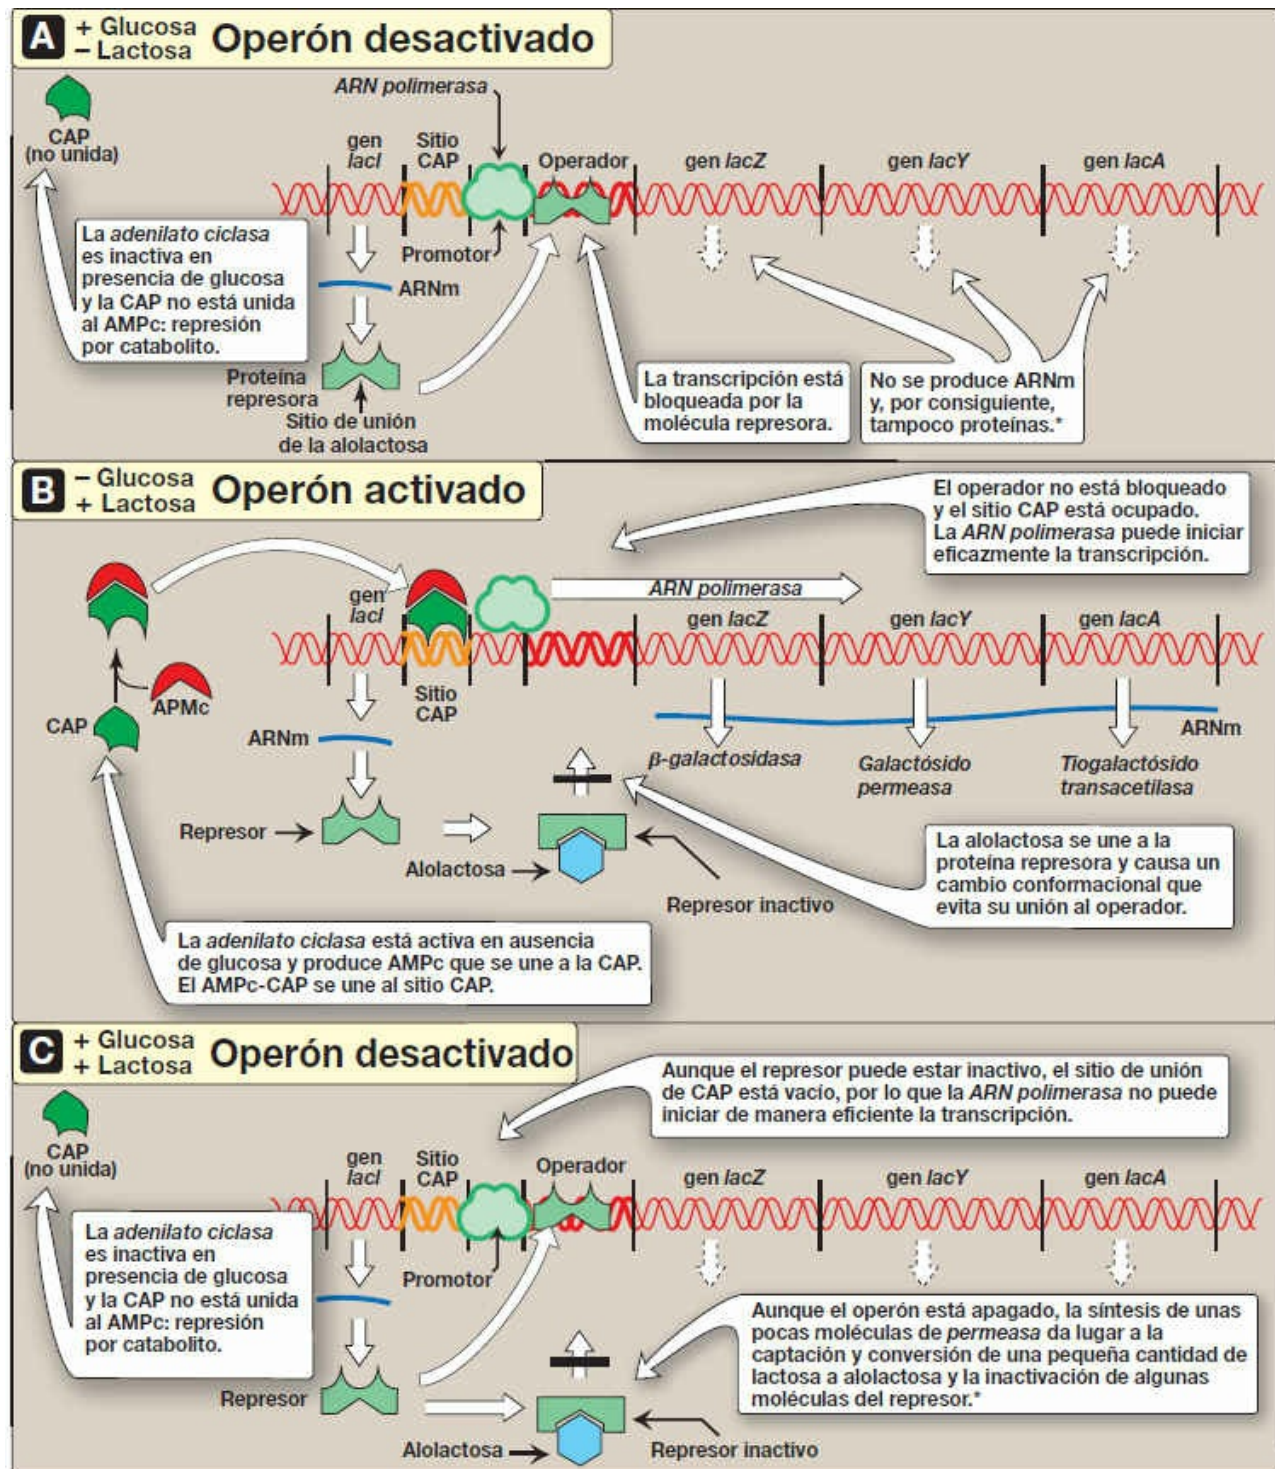 A
+ Glucosa
– Lactosa
Operón desactivado
CAP
(no unida)
ARN polimerasa
gen
lacI
Sitio
CAP
Operador
gen lacZ
gen lacY
gen lacA
La adenilato ciclasa
es inactiva en
presencia de glucosa
y la CAP no está unida
al AMPc: represión
por catabolito.
Promotor
ARNm
Proteína
represora
Sitio de unión
de la alolactosa
La transcripción está
bloqueada por la
molécula represora.
No se produce ARNm
y, por consiguiente,
tampoco proteínas.*
B
– Glucosa
+ Lactosa
Operón activado
El operador no está bloqueado
y el sitio CAP está ocupado.
La ARN polimerasa puede iniciar
eficazmente la transcripción.
gen
lacI
ARN polimerasa
gen lacZ
gen lacY
gen lacA
CAP
APMc
Sitio
CAP
ARNm
ARNm
β-galactosidasa
Galactósido
permeasa
Tiogalactósido
transacetilasa
Represor
Alolactosa
Represor inactivo
La alolactosa se une a la
proteína represora y causa un
cambio conformacional que
evita su unión al operador.
La adenilato ciclasa está activa en ausencia
de glucosa y produce AMPc que se une a la CAP.
El AMPc-CAP se une al sitio CAP.
C
+ Glucosa
+ Lactosa
Operón desactivado
Aunque el represor puede estar inactivo, el sitio de unión
de CAP está vacío, por lo que la ARN polimerasa no puede
iniciar de manera eficiente la transcripción.
CAP
(no unida)
gen
lacI
Sitio
CAP
Operador
gen lacZ
gen lacY
gen lacA
La adenilato ciclasa
es inactiva en
presencia de glucosa
y la CAP no está unida
al AMPc: represión
por catabolito.
Promotor
Aunque el operón está apagado, la síntesis de unas
pocas moléculas de permeasa da lugar a la
captación y conversión de una pequeña cantidad de
lactosa a alolactosa y la inactivación de algunas
moléculas del represor.*
Represor
Alolactosa
Represor inactivo